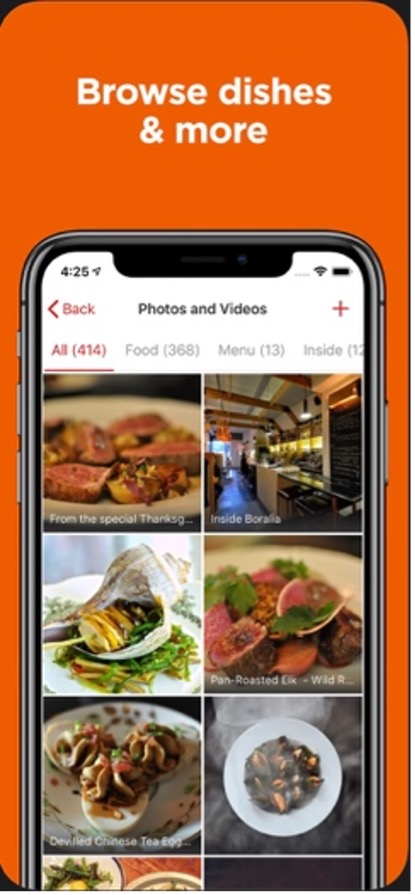 Browse dishes
& more
4:25
Back
Photos and Videos
All (414) Food (368) Menu (13) Inside (12
From the special Thanksg...
Inside Boralia
Pan-Roasted Elk - Wild R...
Devilled Chinese Tea Egg...